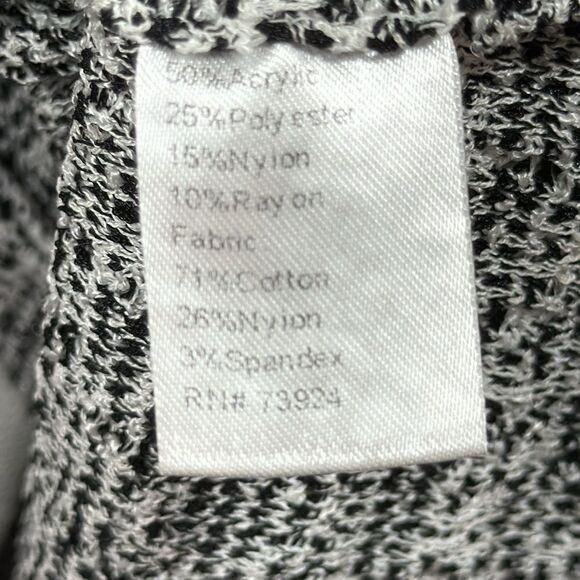 50%Acrylic
25%Polyester
15%Nylon
10%Rayon
Fabric
71%Cotton
26%Nylon
3%Spandex
RN# 73924